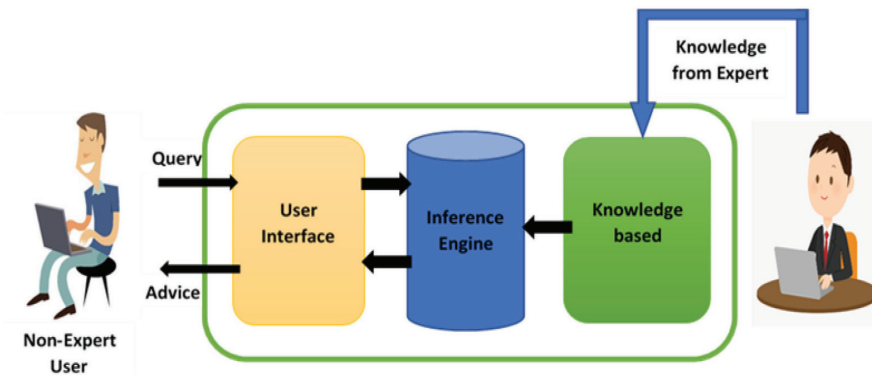 Knowledge
from Expert
Query
User
Interface
Inference
Engine
Knowledge
based
Advice
Non-Expert
User